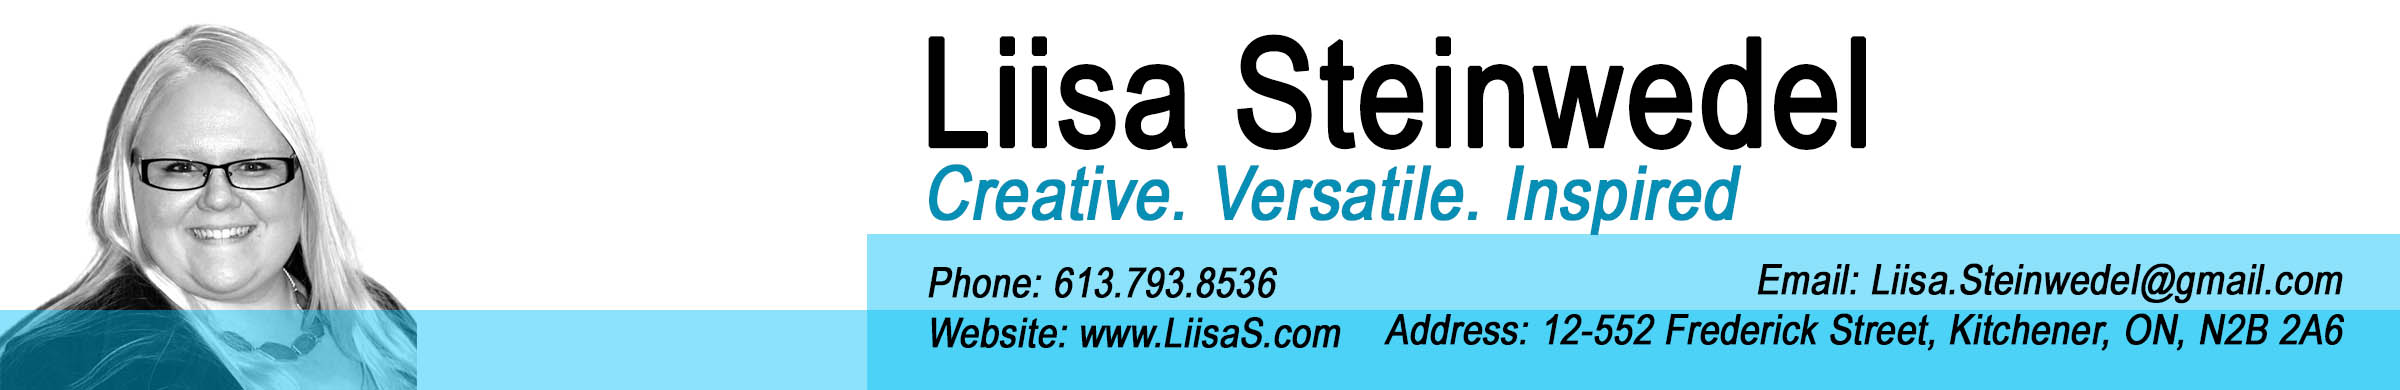 Liisa Steinwedel
Creative. Versatile. Inspired
Phone: 613.793.8536
Email: Liisa.Steinwedel@gmail.com
Website: www.LiisaS.com
Address: 12-552 Frederick Street, Kitchener, ON, N2B 2A6